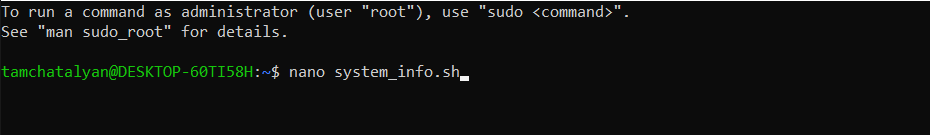 To run a command as administrator (user "root"), use "sudo <command>".
See "man sudo_root" for details.
tamchatalyan@DESKTOP-60TI58H:~$ nano system_info.sh